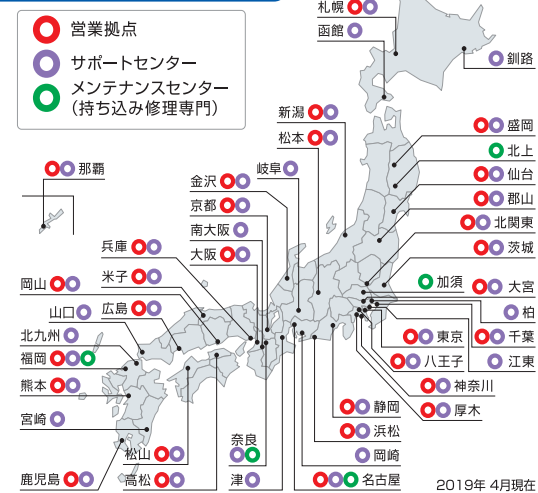 営業拠点
サポートセンター
メンテナンスセンター
(持ち込み修理専門)
札幌
函館
釧路
新潟
松本
盛岡
北上
仙台
郡山
北関東
茨城
加須
大宮
柏
東京
千葉
八王子
江東
神奈川
厚木
那覇
金沢
岐阜
京都
南大阪
大阪
兵庫
米子
岡山
広島
山口
北九州
福岡
熊本
宮崎
鹿児島
松山
高松
奈良
津
静岡
浜松
岡崎
名古屋
2019年 4月現在